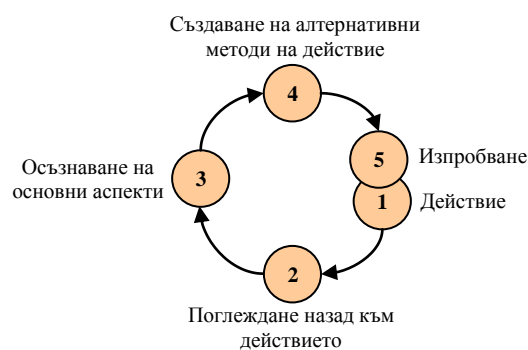 Създаване на алтернативни
методи на действие
4
5
Изпробване
Осъзнаване на
основни аспекти
3
1
Действие
2
Поглеждане назад към
действието